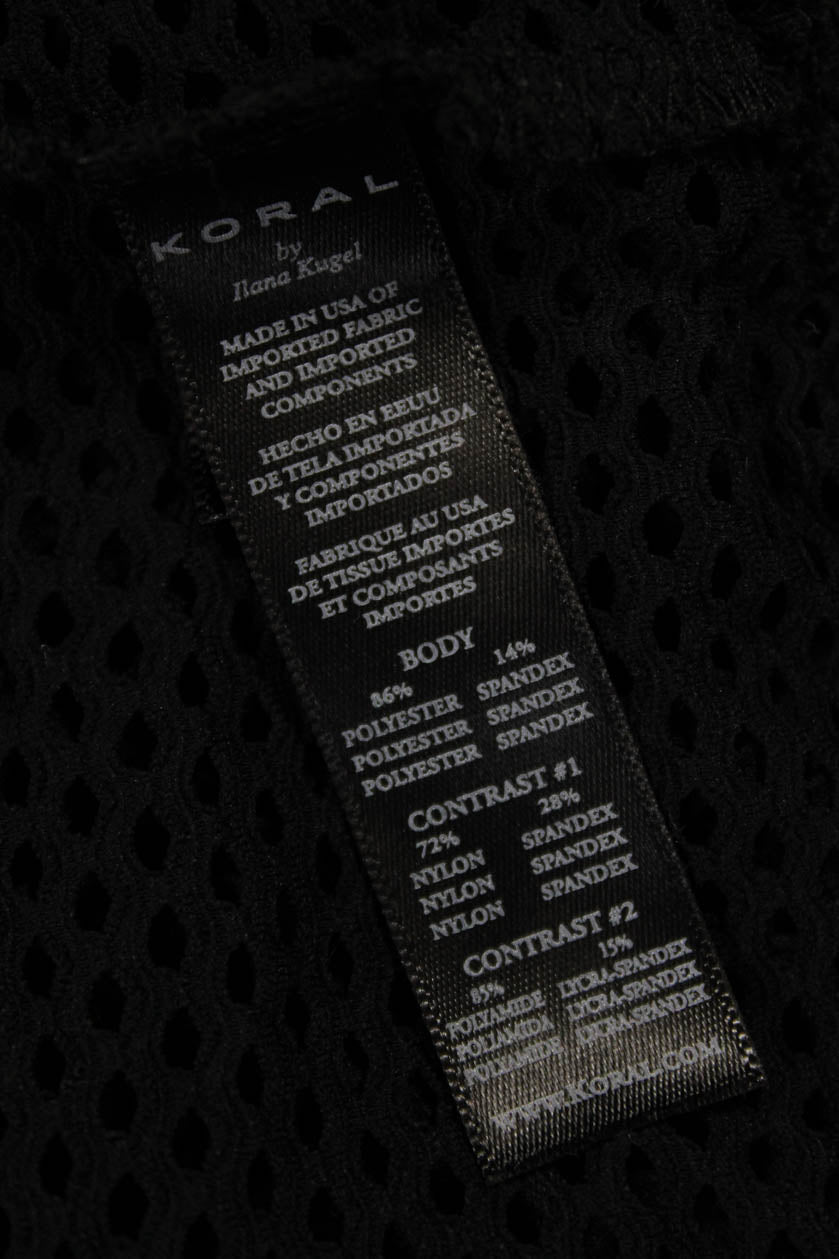 KORAL
by
Ilana Kugel
MADE IN USA OF
IMPORTED FABRIC
AND IMPORTED
COMPONENTS
HECHO EN EEUU
DE TELA IMPORTADA
Y COMPONENTES
IMPORTADOS
FABRIQUE AU USA
DE TISSUE IMPORTES
ET COMPOSANTS
IMPORTES
BODY
86% 14%
POLYESTER SPANDEX
POLYESTER SPANDEX
POLYESTER SPANDEX
CONTRAST #1
72% 28%
NYLON SPANDEX
NYLON SPANDEX
NYLON SPANDEX
CONTRAST #2
85% 15%
POLYAMIDE LYCRA-SPANDEX
POLIAMIDA LYCRA-SPANDEX
POLYAMIDE LYCRA-SPANDEX
WWW.KORAL.COM